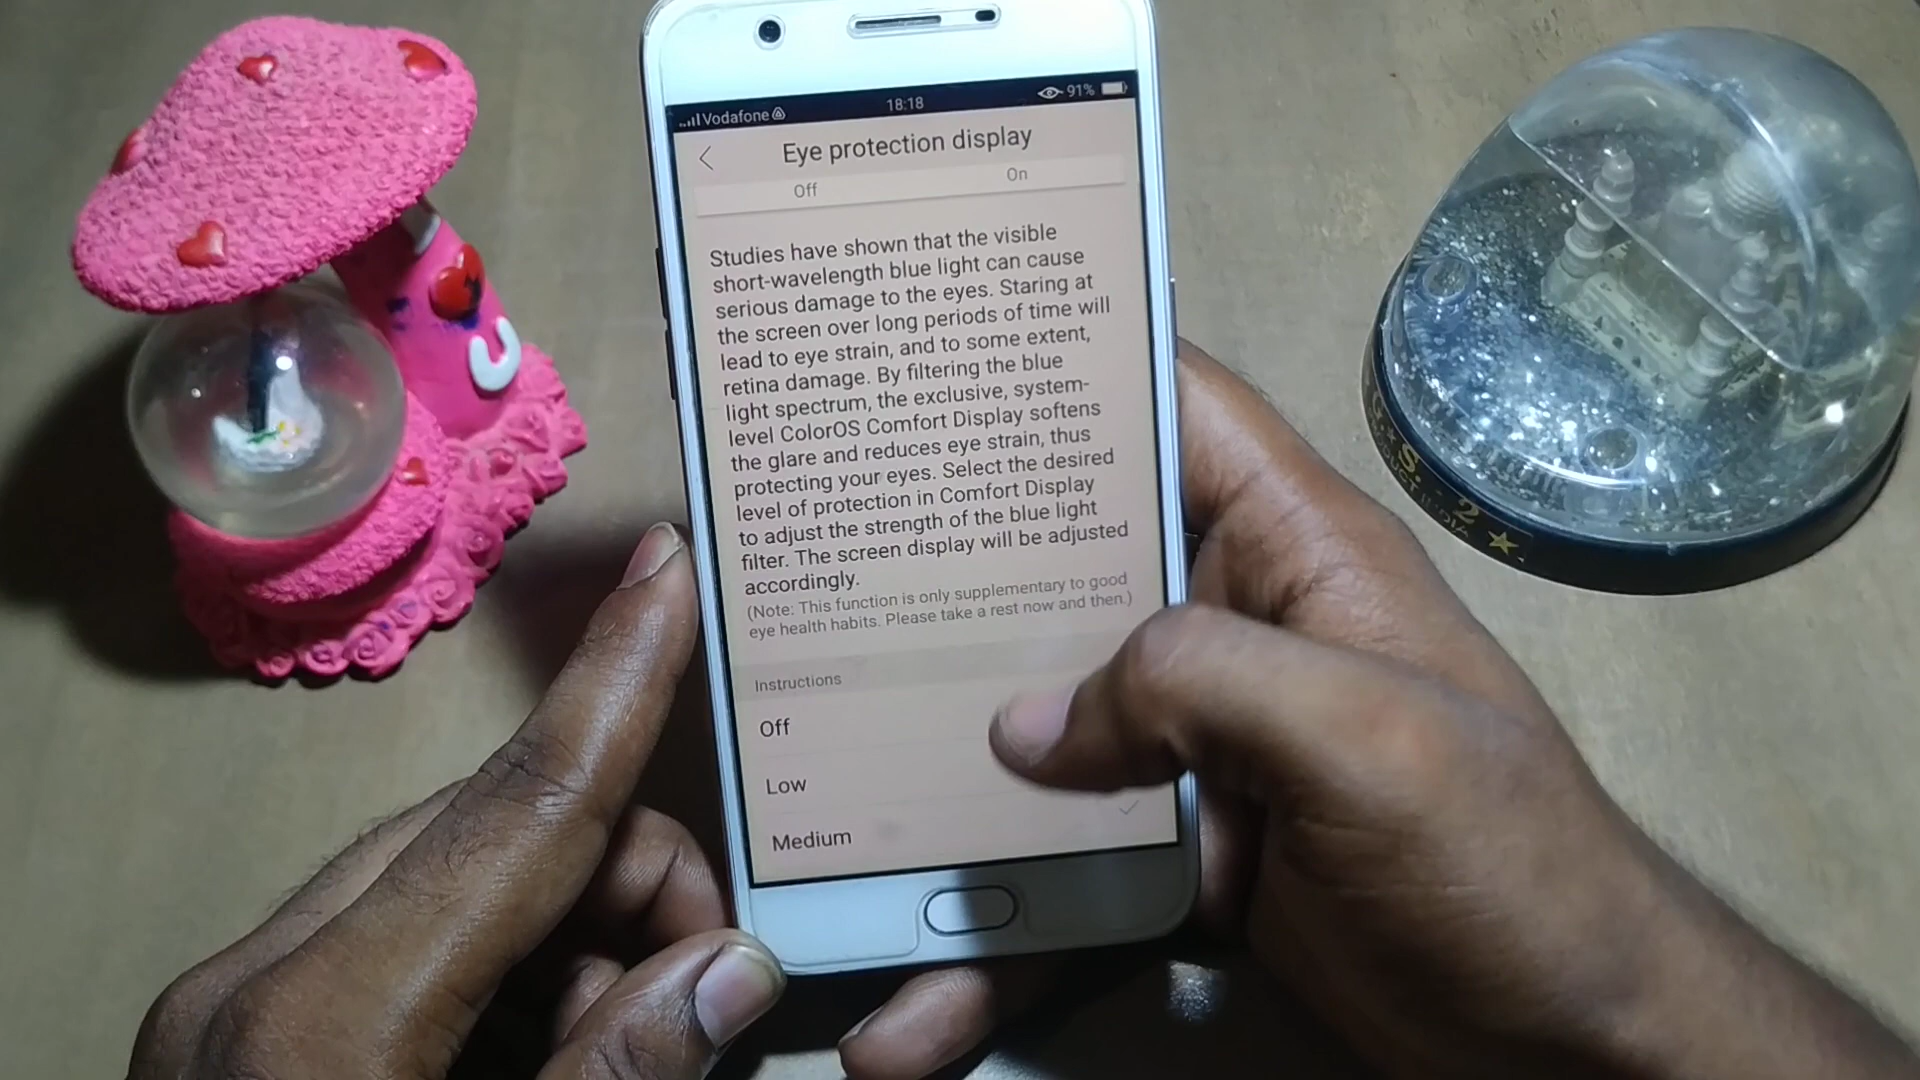 Vodafone 18:18 91%
Eye protection display
Off On
Studies have shown that the visible
short-wavelength blue light can cause
serious damage to the eyes. Staring at
the screen over long periods of time will
lead to eye strain, and to some extent,
retina damage. By filtering the blue
light spectrum, the exclusive, system-
level ColorOS Comfort Display softens
the glare and reduces eye strain, thus
protecting your eyes. Select the desired
level of protection in Comfort Display
to adjust the strength of the blue light
filter. The screen display will be adjusted
accordingly.
(Note: This function is only supplementary to good
eye health habits. Please take a rest now and then.)
Instructions
Off
Low
Medium